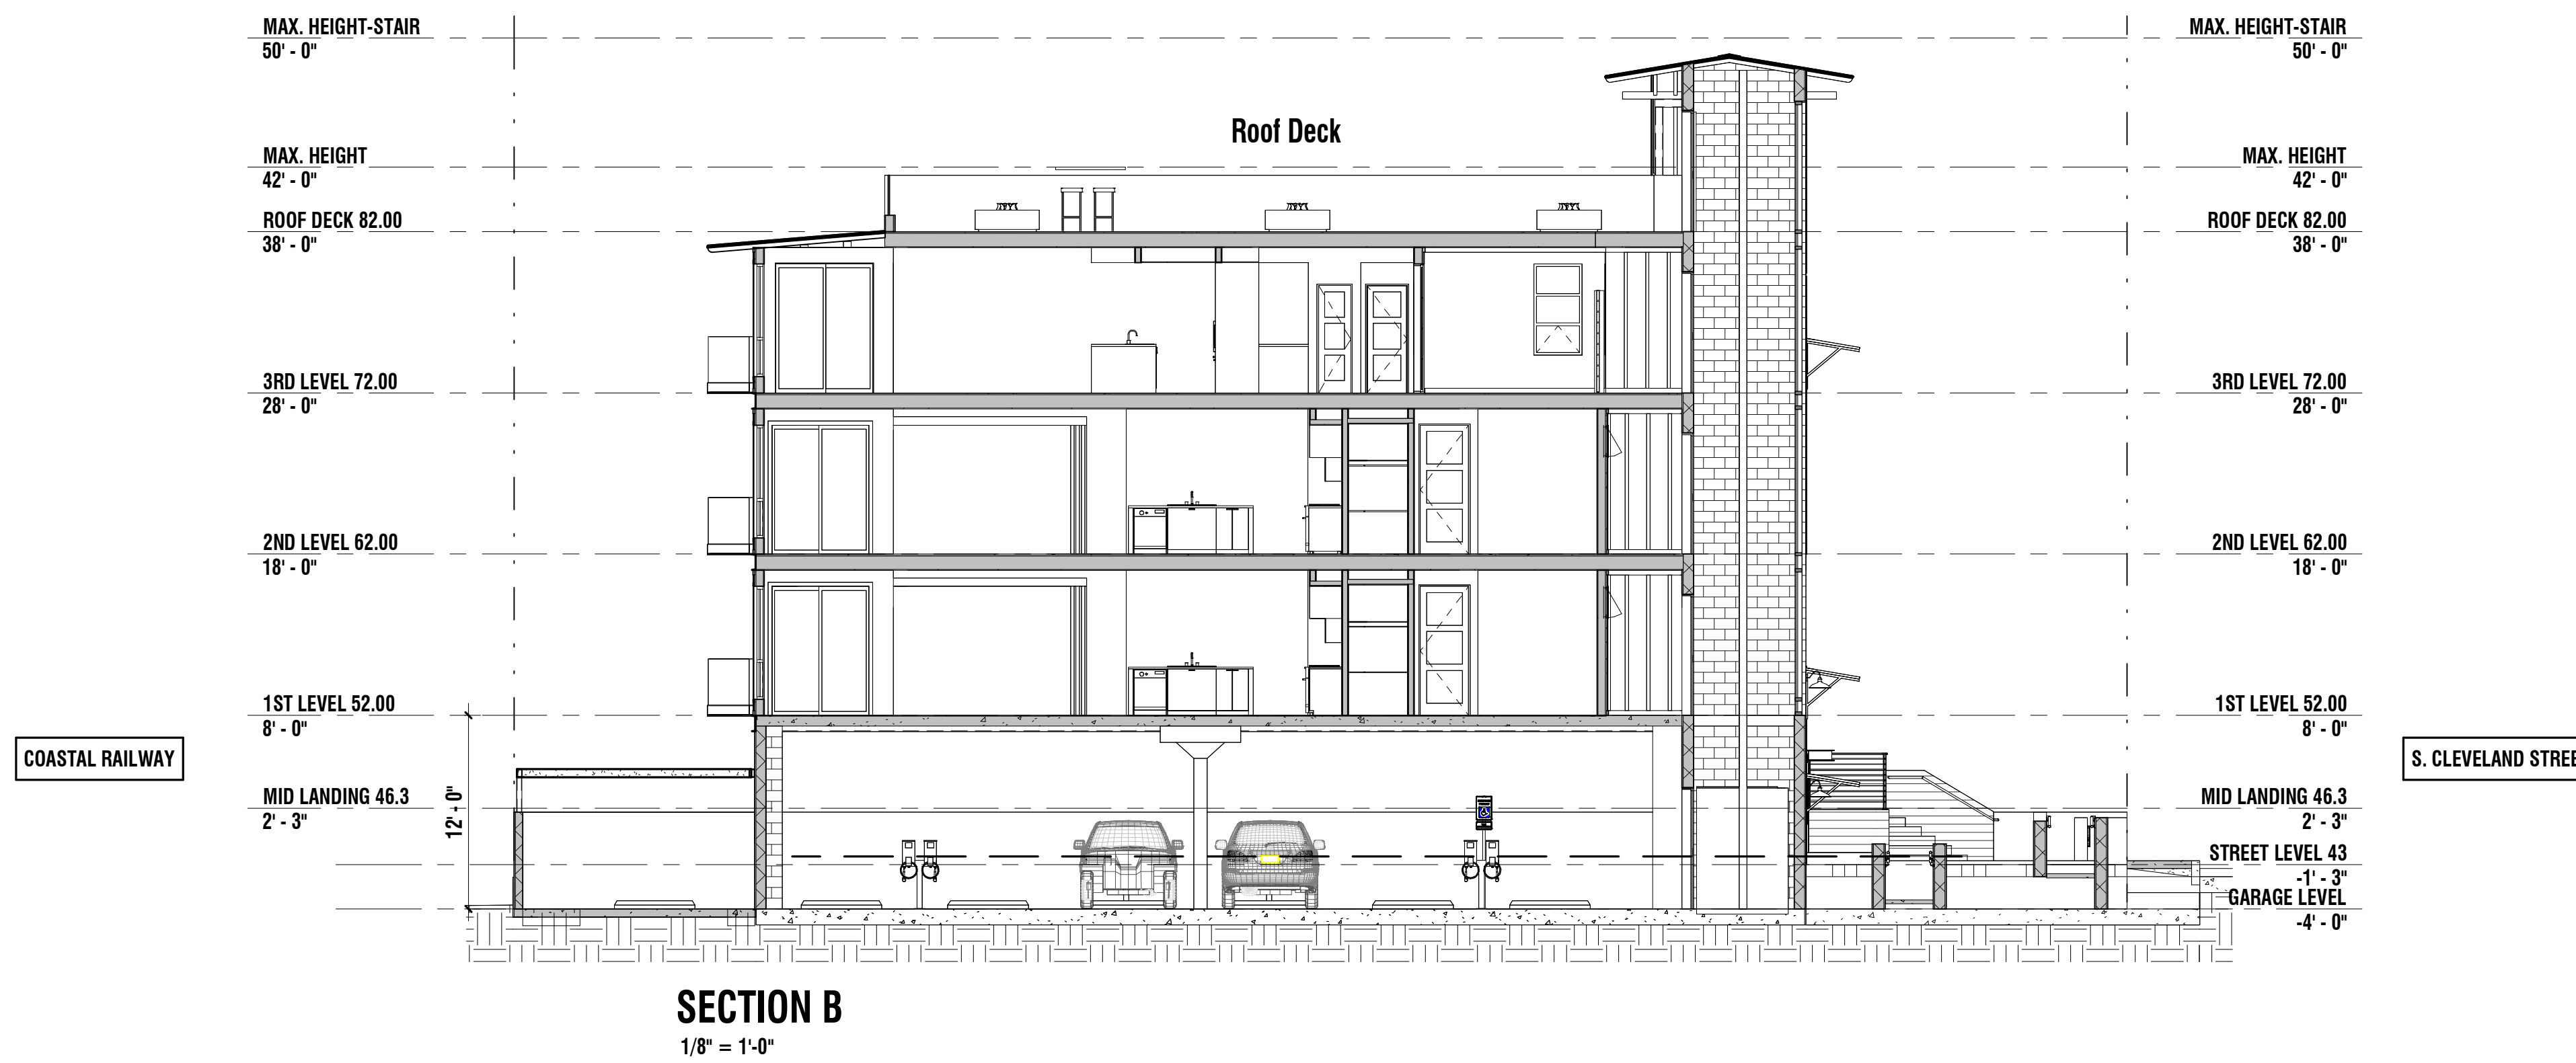 MAX. HEIGHT-STAIR
50' - 0"
MAX. HEIGHT-STAIR
50' - 0"
Roof Deck
MAX. HEIGHT
42' - 0"
MAX. HEIGHT
42' - 0"
ROOF DECK 82.00
38' - 0"
ROOF DECK 82.00
38' - 0"
3RD LEVEL 72.00
28' - 0"
3RD LEVEL 72.00
28' - 0"
2ND LEVEL 62.00
18' - 0"
2ND LEVEL 62.00
18' - 0"
1ST LEVEL 52.00
8' - 0"
1ST LEVEL 52.00
8' - 0"
COASTAL RAILWAY
S. CLEVELAND STREE
MID LANDING 46.3
2' - 3"
12' - 0"
MID LANDING 46.3
2' - 3"
STREET LEVEL 43
-1' - 3"
GARAGE LEVEL
-4' - 0"
SECTION B
1/8" = 1'-0"